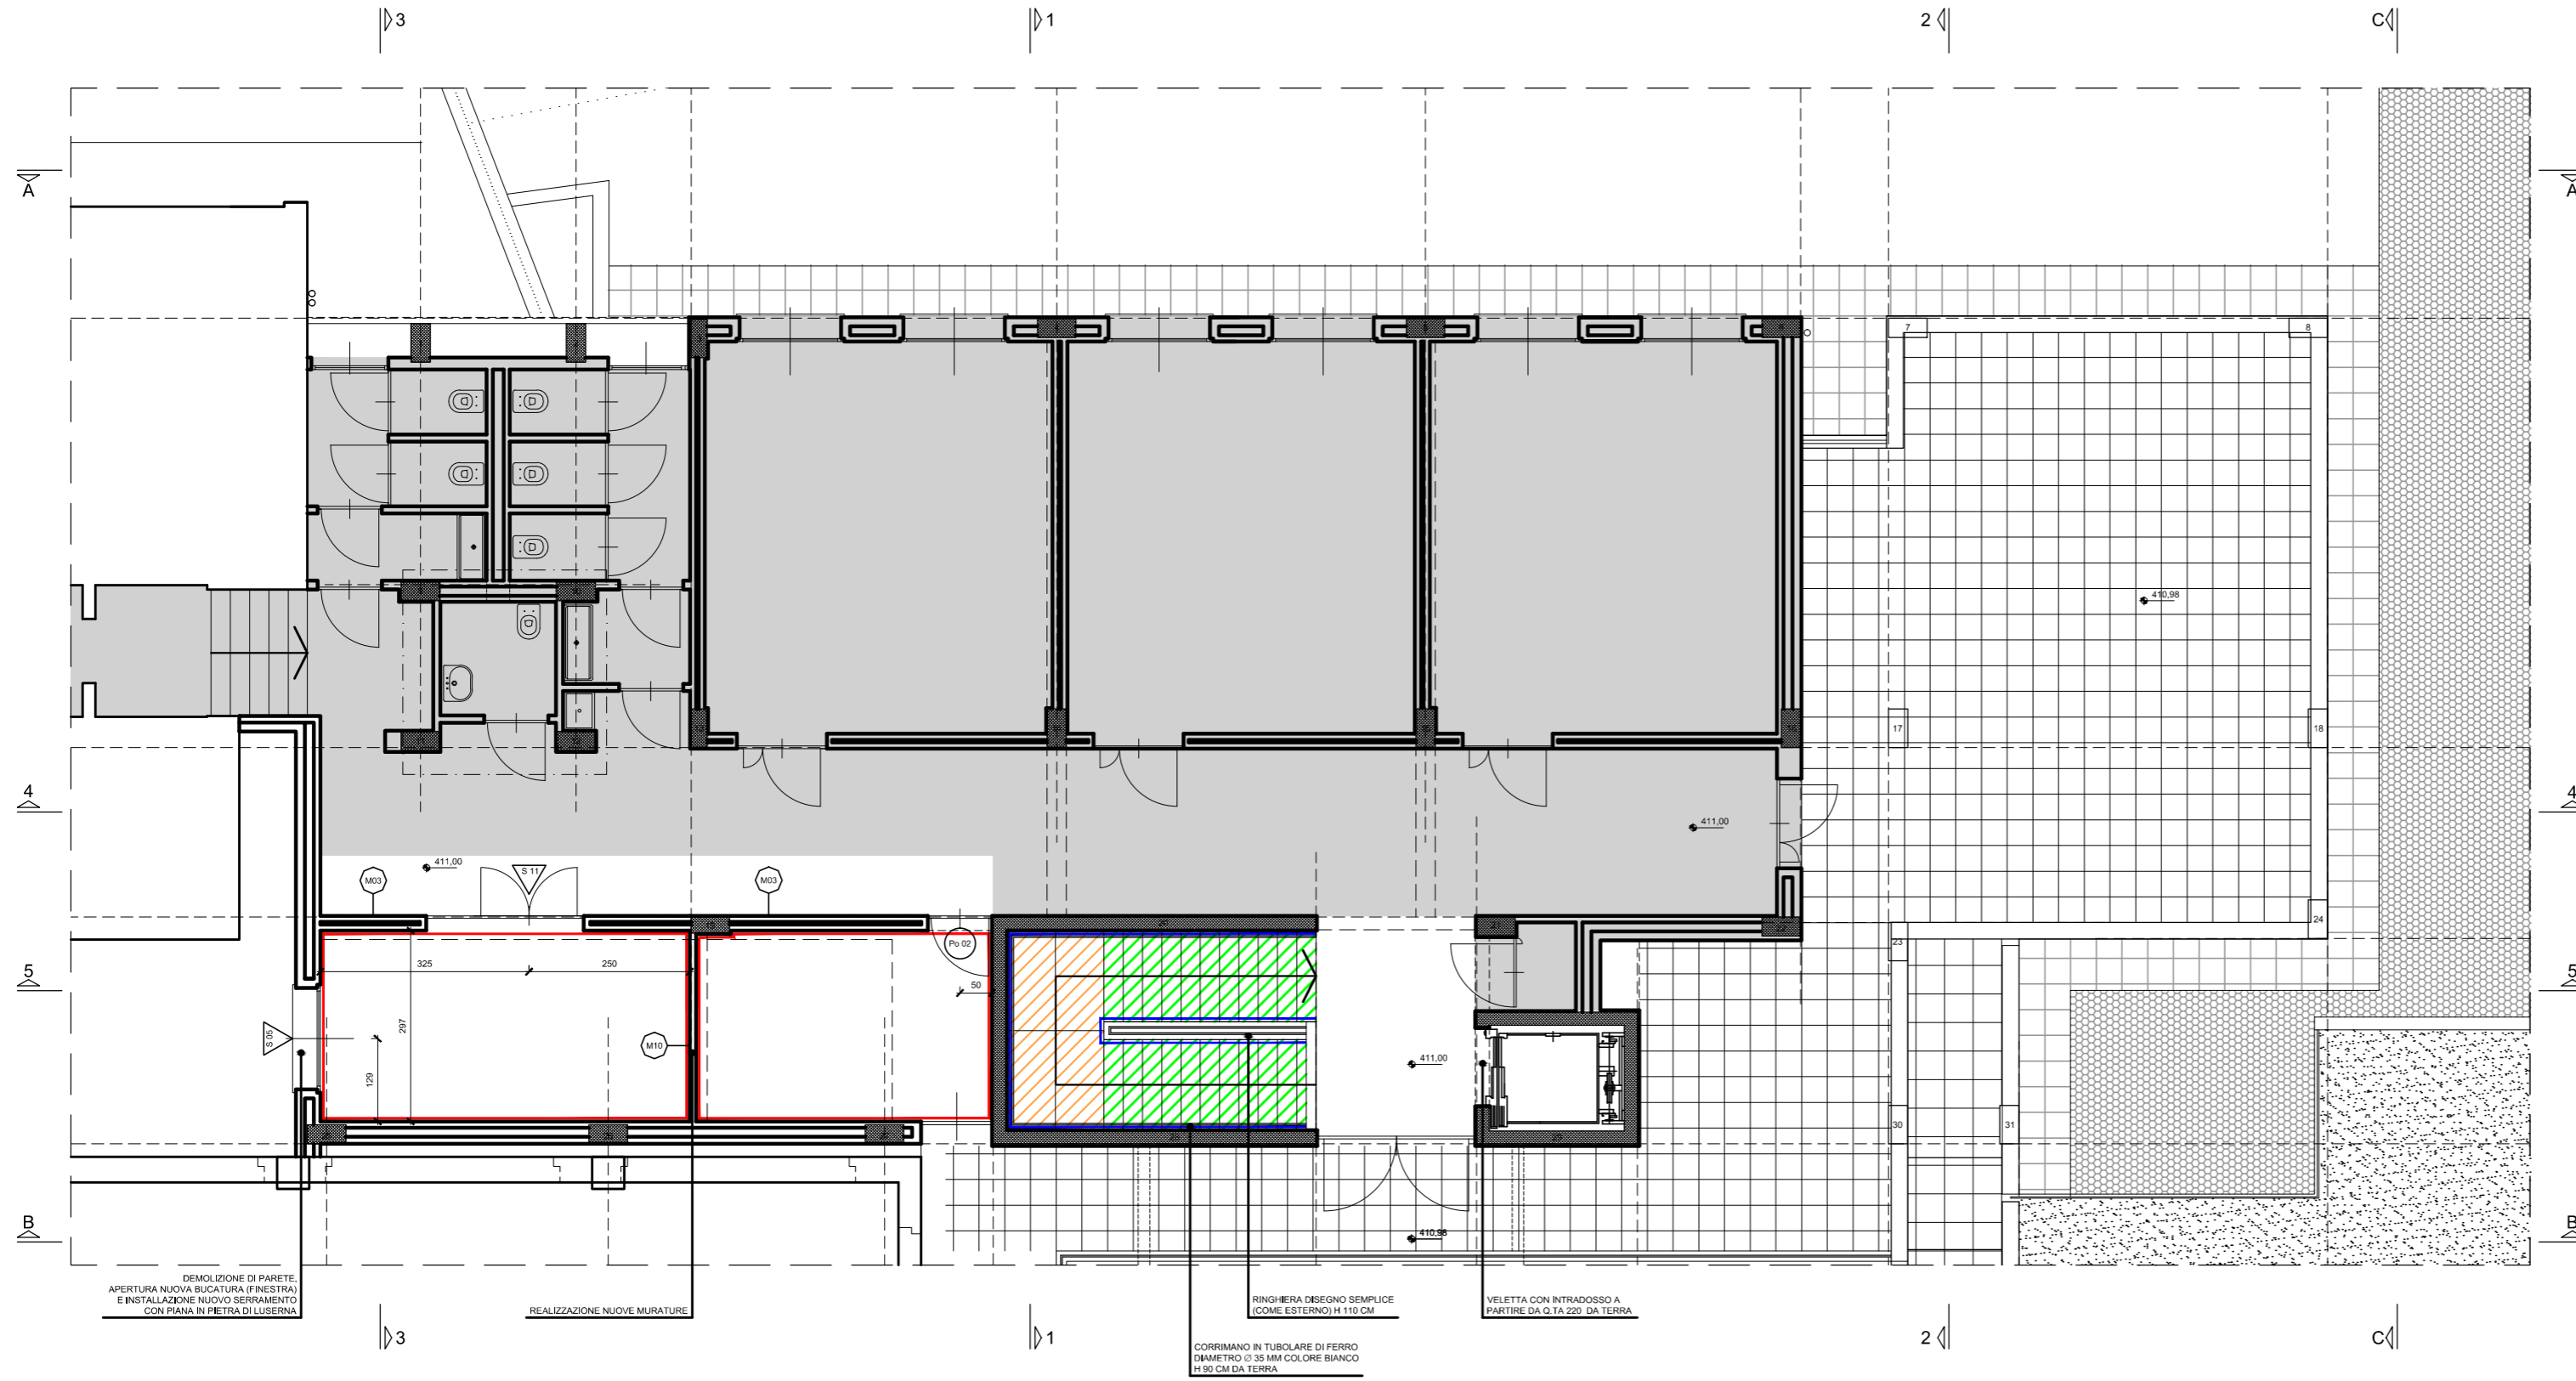 3
1
2
C
A
A
7
8
410,98
17
18
4
4
411,00
411,00
M03
S 11
M03
24
23
Po 02
5
5
325
250
50
297
S 05
129
M10
411,00
30
31
B
B
410,98
DEMOLIZIONE DI PARETE,
APERTURA NUOVA BUCATURA (FINESTRA)
E INSTALLAZIONE NUOVO SERRAMENTO
CON PIANA IN PIETRA DI LUSERNA
REALIZZAZIONE NUOVE MURATURE
RINGHIERA DISEGNO SEMPLICE
(COME ESTERNO) H 110 CM
VELETTA CON INTRADOSSO A
PARTIRE DA Q.TA 220 DA TERRA
CORRIMANO IN TUBOLARE DI FERRO
DIAMETRO ∅ 35 MM COLORE BIANCO
H 90 CM DA TERRA
3
1
2
C